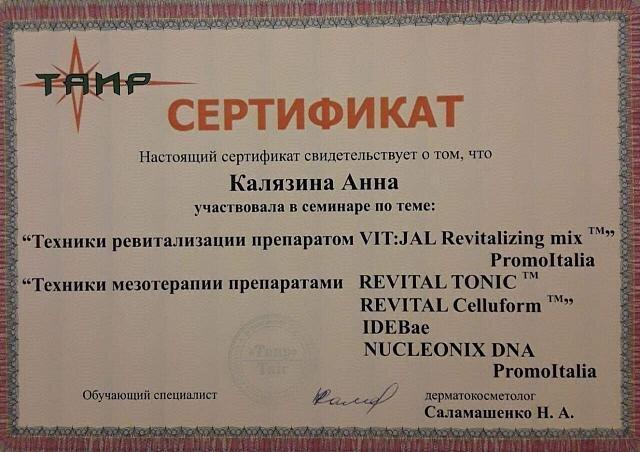 ТАИР
СЕРТИФИКАТ
Настоящий сертификат свидетельствует о том, что
Калязина Анна
участвовала в семинаре по теме:
“Техники ревитализации препаратом VIT:JAL Revitalizing mix ™”
PromoItalia
“Техники мезотерапии препаратами REVITAL TONIC ™
REVITAL Celluform ™”
IDEBae
NUCLEONIX DNA
PromoItalia
«Таир»
Tair
Обучающий специалист
дерматокосметолог
Саламашенко Н. А.